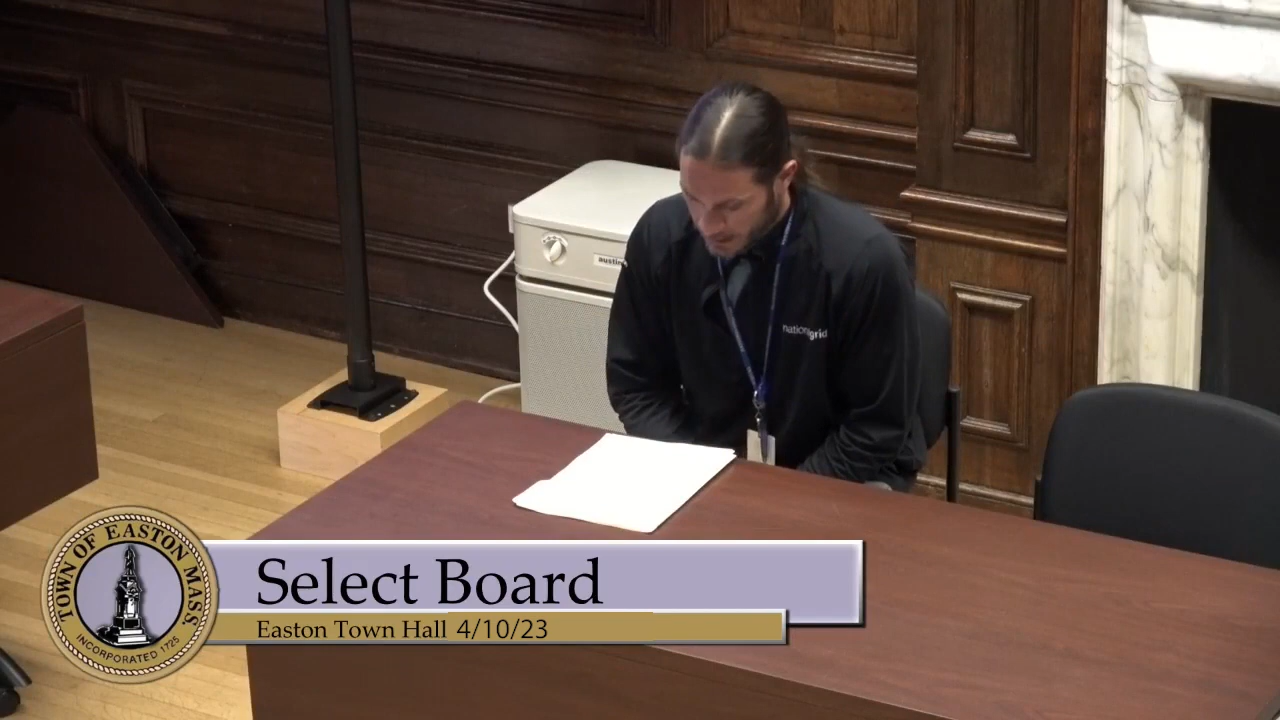 austin
nationalgrid
TOWN OF EASTON MASS.
INCORPORATED 1725
Select Board
Easton Town Hall 4/10/23